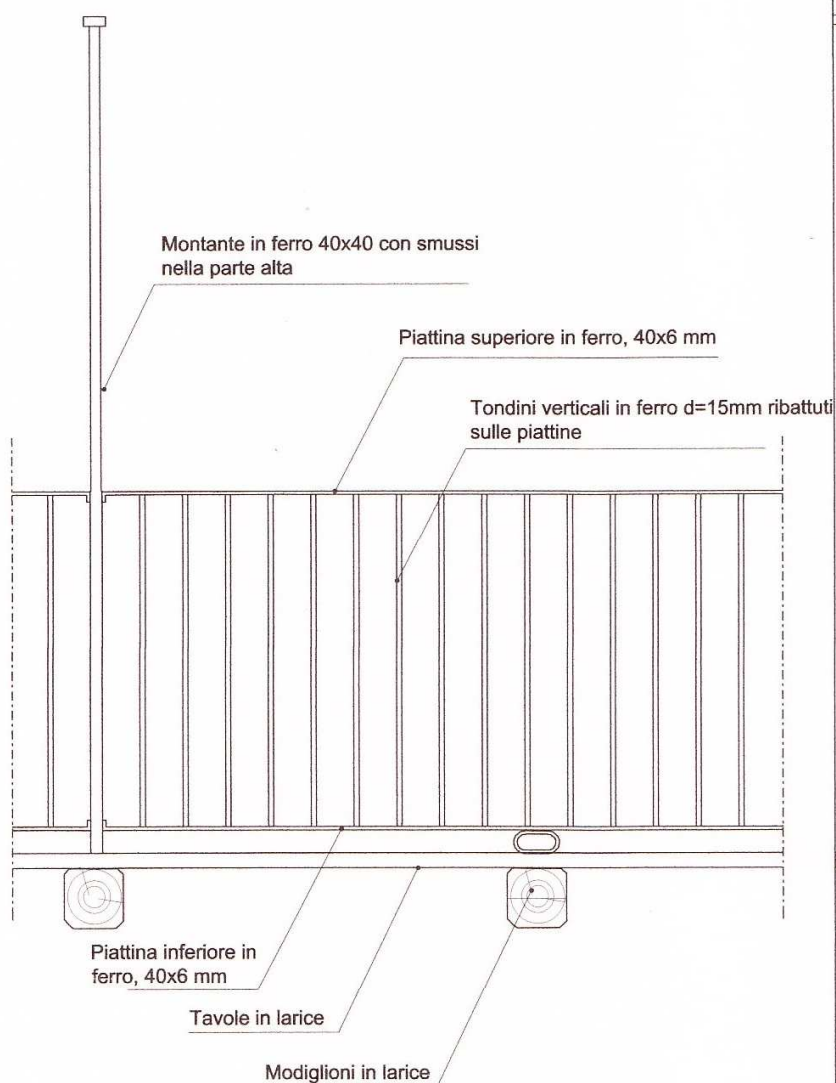 Montante in ferro 40x40 con smussi
nella parte alta
Piattina superiore in ferro, 40x6 mm
Tondini verticali in ferro d=15mm ribattuti
sulle piattine
Piattina inferiore in
ferro, 40x6 mm
Tavole in larice
Modiglioni in larice